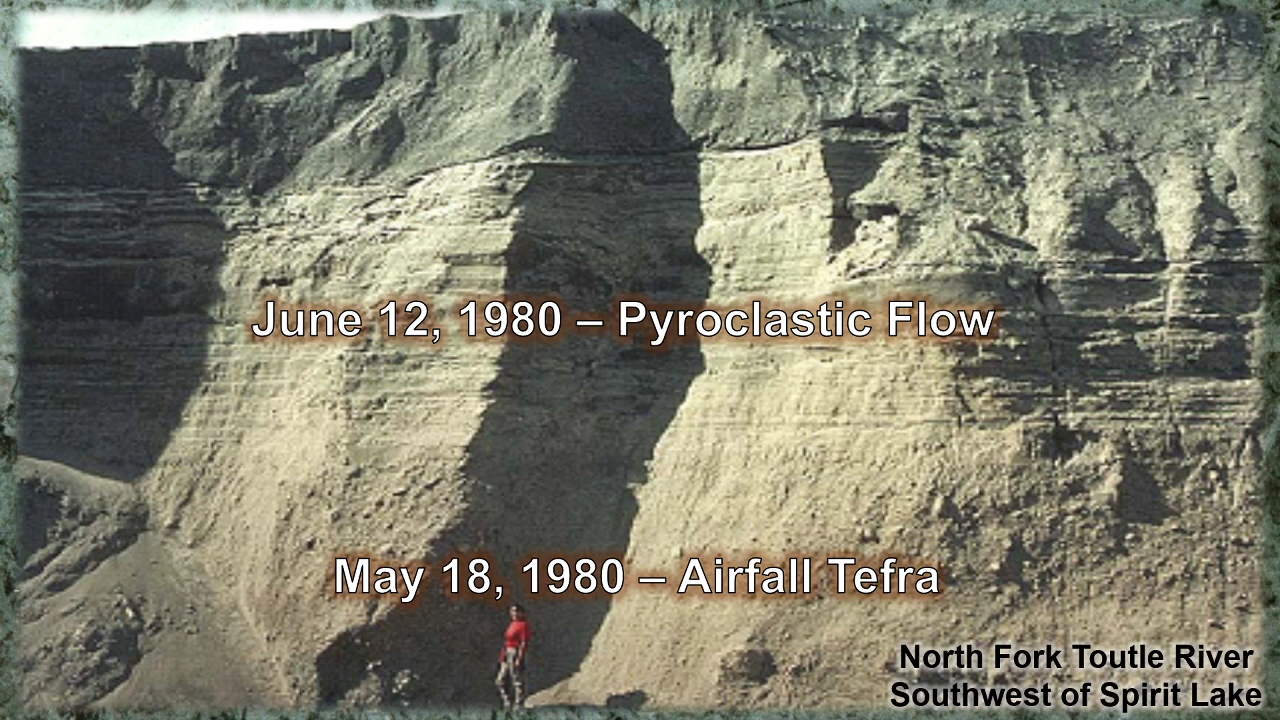 June 12, 1980 – Pyroclastic Flow
May 18, 1980 – Airfall Tefra
North Fork Toutle River
Southwest of Spirit Lake